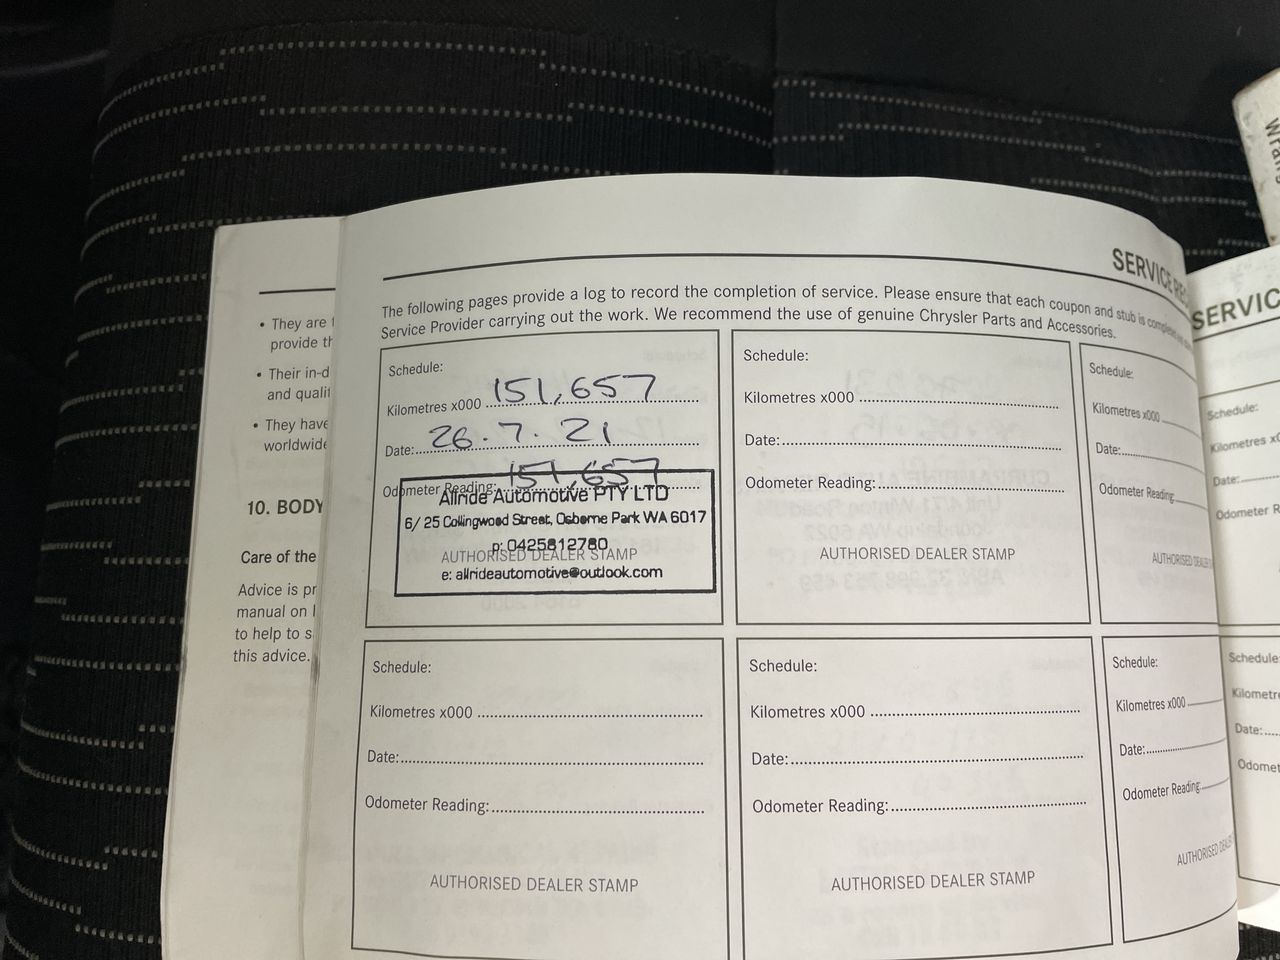 SERVICE
The following pages provide a log to record the completion of service. Please ensure that each coupon and stub is
Service Provider carrying out the work. We recommend the use of genuine Chrysler Parts and Accessories.
Schedule:
Kilometres x000 151,657
Date: 26.7.21
Odometer Reading: 151,657
Allride Automotive PTY LTD
6/ 25 Collingwood Street, Osborne Park WA 6017
p: 0425812780
AUTHORISED DEALER STAMP
e: allrideautomotive@outlook.com
Schedule:
Kilometres x000
Date:
Odometer Reading:
AUTHORISED DEALER STAMP
Schedule:
Kilometres x000
Date:
Odometer Reading
AUTHORISED
Schedule:
Kilometres x000
Date:
Odometer Reading:
AUTHORISED DEALER STAMP
Schedule:
Kilometres x000
Date:
Odometer Reading:
AUTHORISED DEALER STAMP
Schedule:
Kilometres x000
Date:
Odometer Reading:
AUTHORISED
• They are
provide
• Their in-d
and qualif
• They have
worldwide
10. BODY
Care of the
Advice is pr
manual on
to help to s
this advice.
SERVIC
Schedule:
Kilometres
Date:
Odometer R
Schedule:
Kilometre
Date:
Odomet